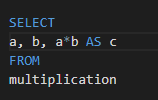 SELECT
a, b, a*b AS c
FROM
multiplication